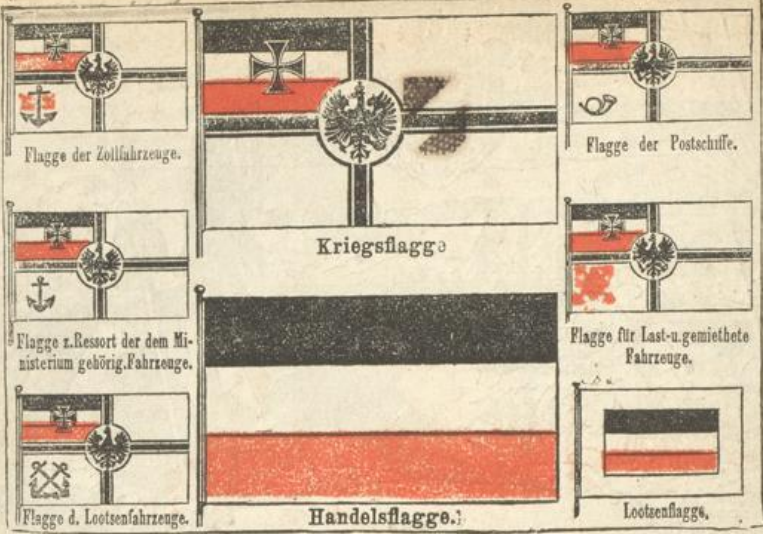 Flagge der Zollfahrzeuge.
Kriegsflagge
Flagge der Postschiffe.
Flagge z.Ressort der dem Mi-
nisterium gehörig.Fahrzeuge.
Flagge für Last-u.gemiethete
Fahrzeuge.
Flagge d. Lootsenfahrzeuge.
Handelsflagge.
Lootsenflagge.